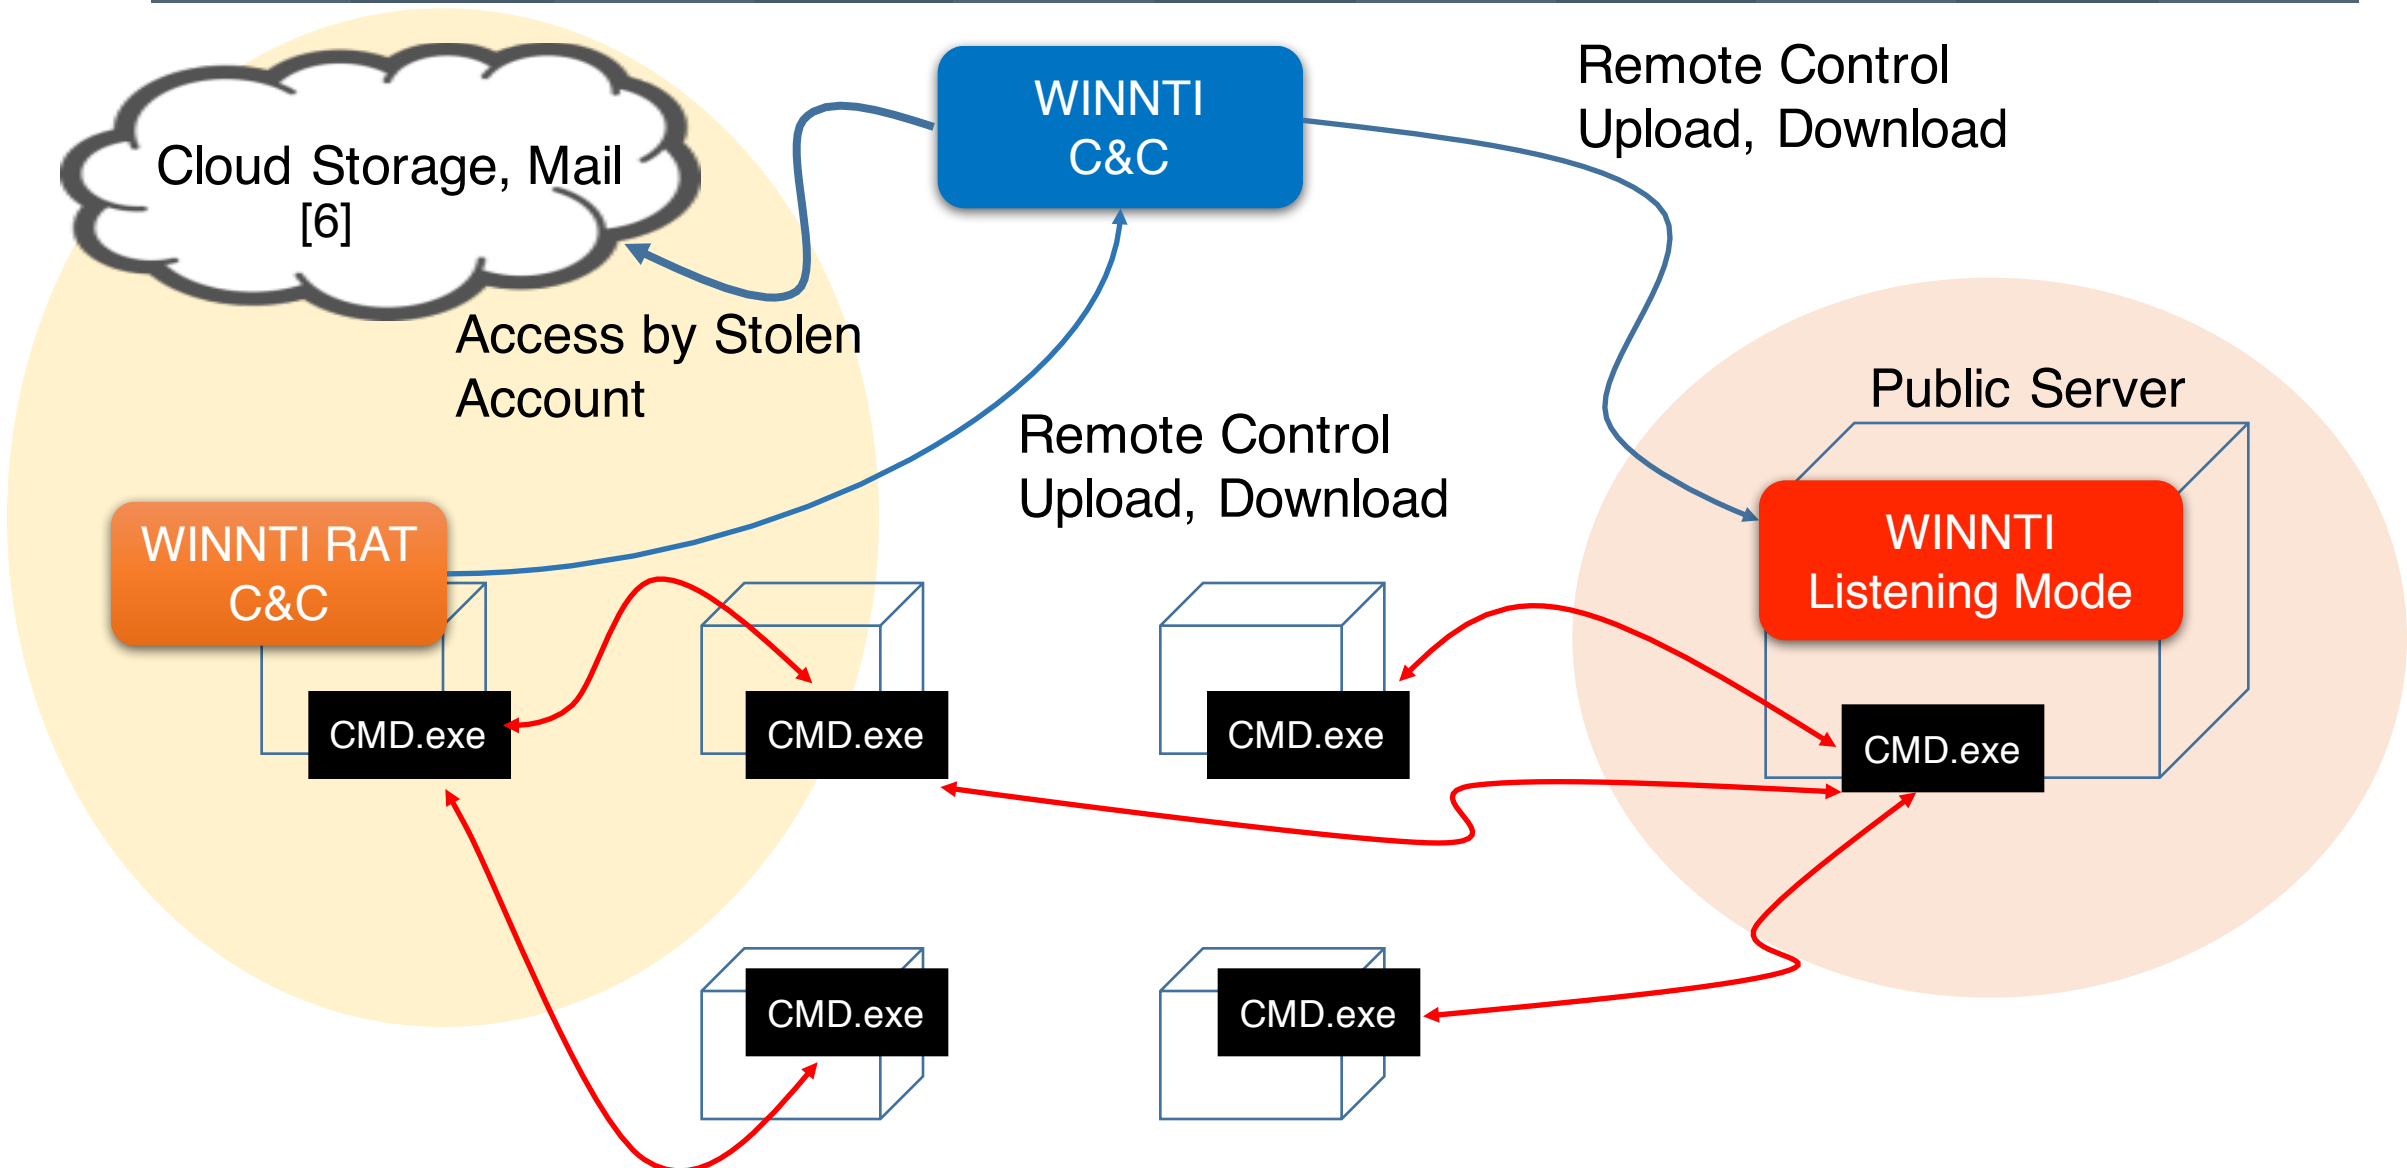 WINNTI
C&C
Remote Control
Upload, Download
Cloud Storage, Mail
[6]
Access by Stolen
Account
Remote Control
Upload, Download
Public Server
WINNTI RAT
C&C
WINNTI
Listening Mode
CMD.exe
CMD.exe
CMD.exe
CMD.exe
CMD.exe
CMD.exe